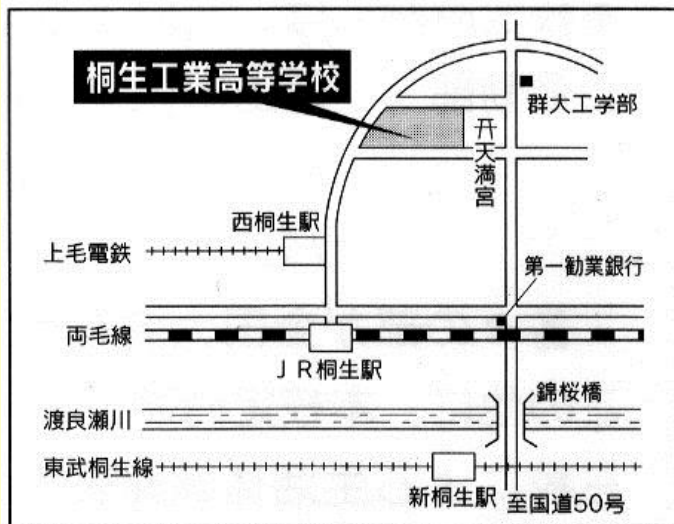 桐生工業高等学校
群大工学部
天満宮
西桐生駅
上毛電鉄
第一勧業銀行
両毛線
JR桐生駅
錦桜橋
渡良瀬川
東武桐生線
新桐生駅
至国道50号